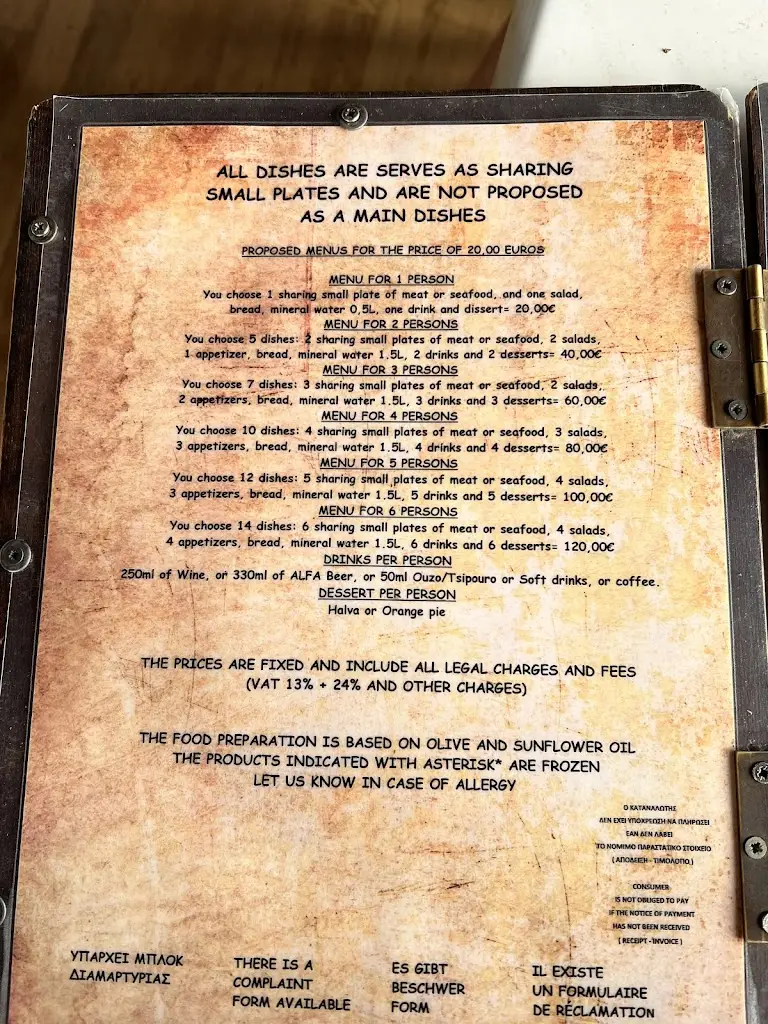 ALL DISHES ARE SERVES AS SHARING
SMALL PLATES AND ARE NOT PROPOSED
AS A MAIN DISHES
PROPOSED MENUS FOR THE PRICE OF 20,00 EUROS
MENU FOR 1 PERSON
You choose 1 sharing small plate of meat or seafood, and one salad,
bread, mineral water 0,5L, one drink and dissert= 20,00€
MENU FOR 2 PERSONS
You choose 5 dishes: 2 sharing small plates of meat or seafood, 2 salads,
1 appetizer, bread, mineral water 1.5L, 2 drinks and 2 desserts= 40,00€
MENU FOR 3 PERSONS
You choose 7 dishes: 3 sharing small plates of meat or seafood, 2 salads,
2 appetizers, bread, mineral water 1.5L, 3 drinks and 3 desserts= 60,00€
MENU FOR 4 PERSONS
You choose 10 dishes: 4 sharing small plates of meat or seafood, 3 salads,
3 appetizers, bread, mineral water 1.5L, 4 drinks and 4 desserts= 80,00€
MENU FOR 5 PERSONS
You choose 12 dishes: 5 sharing small plates of meat or seafood, 4 salads,
3 appetizers, bread, mineral water 1.5L, 5 drinks and 5 desserts= 100,00€
MENU FOR 6 PERSONS
You choose 14 dishes: 6 sharing small plates of meat or seafood, 4 salads,
4 appetizers, bread, mineral water 1.5L, 6 drinks and 6 desserts= 120,00€
DRINKS PER PERSON
250ml of Wine, or 330ml of ALFA Beer, or 50ml Ouzo/Tsipouro or Soft drinks, or coffee.
DESSERT PER PERSON
Halva or Orange pie
THE PRICES ARE FIXED AND INCLUDE ALL LEGAL CHARGES AND FEES
(VAT 13% + 24% AND OTHER CHARGES)
THE FOOD PREPARATION IS BASED ON OLIVE AND SUNFLOWER OIL
THE PRODUCTS INDICATED WITH ASTERISK* ARE FROZEN
LET US KNOW IN CASE OF ALLERGY
Ο ΚΑΤΑΝΑΛΩΤΗΣ
ΔΕΝ ΕΧΕΙ ΥΠΟΧΡΕΩΣΗ ΝΑ ΠΛΗΡΩΣΕΙ
ΕΑΝ ΔΕΝ ΛΑΒΕΙ
ΤΟ ΝΟΜΙΜΟ ΠΑΡΑΣΤΑΤΙΚΟ ΣΤΟΙΧΕΙΟ
( ΑΠΟΔΕΙΞΗ - ΤΙΜΟΛΟΓΙΟ )
CONSUMER
IS NOT OBLIGED TO PAY
IF THE NOTICE OF PAYMENT
HAS NOT BEEN RECEIVED
( RECEIPT - INVOICE )
ΥΠΑΡΧΕΙ ΜΠΛΟΚ
ΔΙΑΜΑΡΤΥΡΙΑΣ
THERE IS A
COMPLAINT
FORM AVAILABLE
ES GIBT
BESCHWER
FORM
IL EXISTE
UN FORMULAIRE
DE RÉCLAMATION